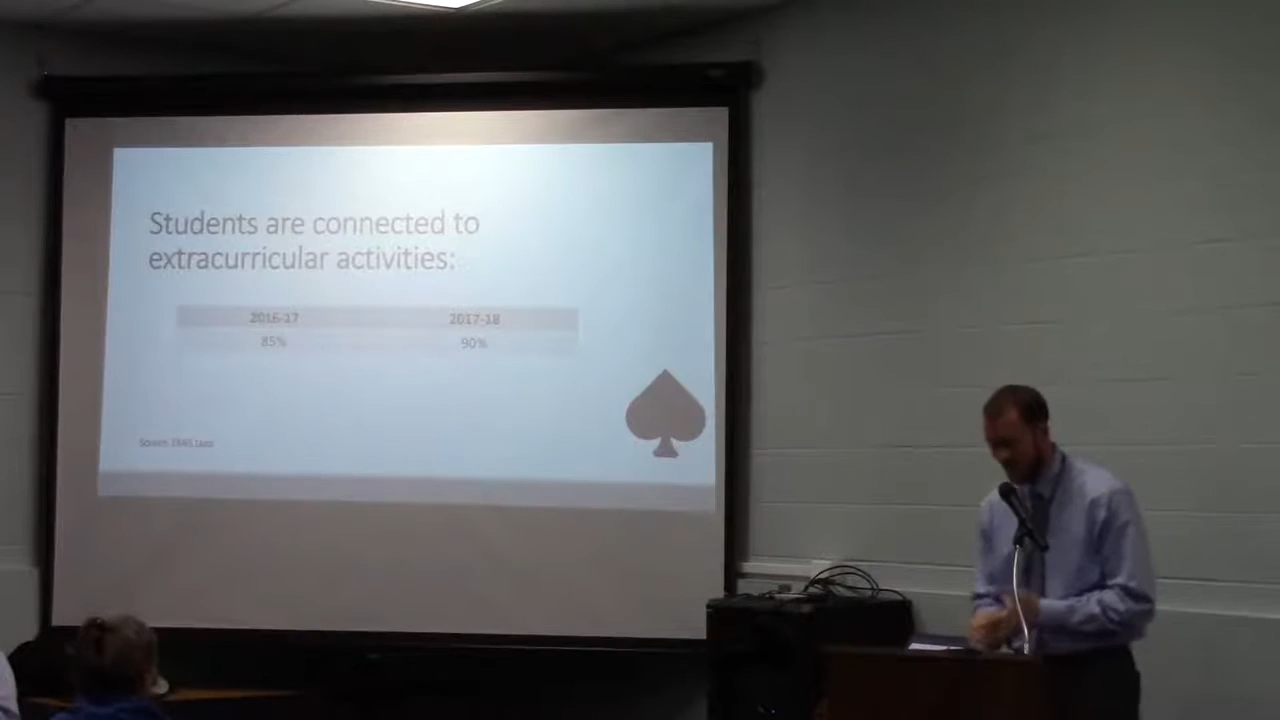 Students are connected to
extracurricular activities:
2016-17 2017-18
85% 90%